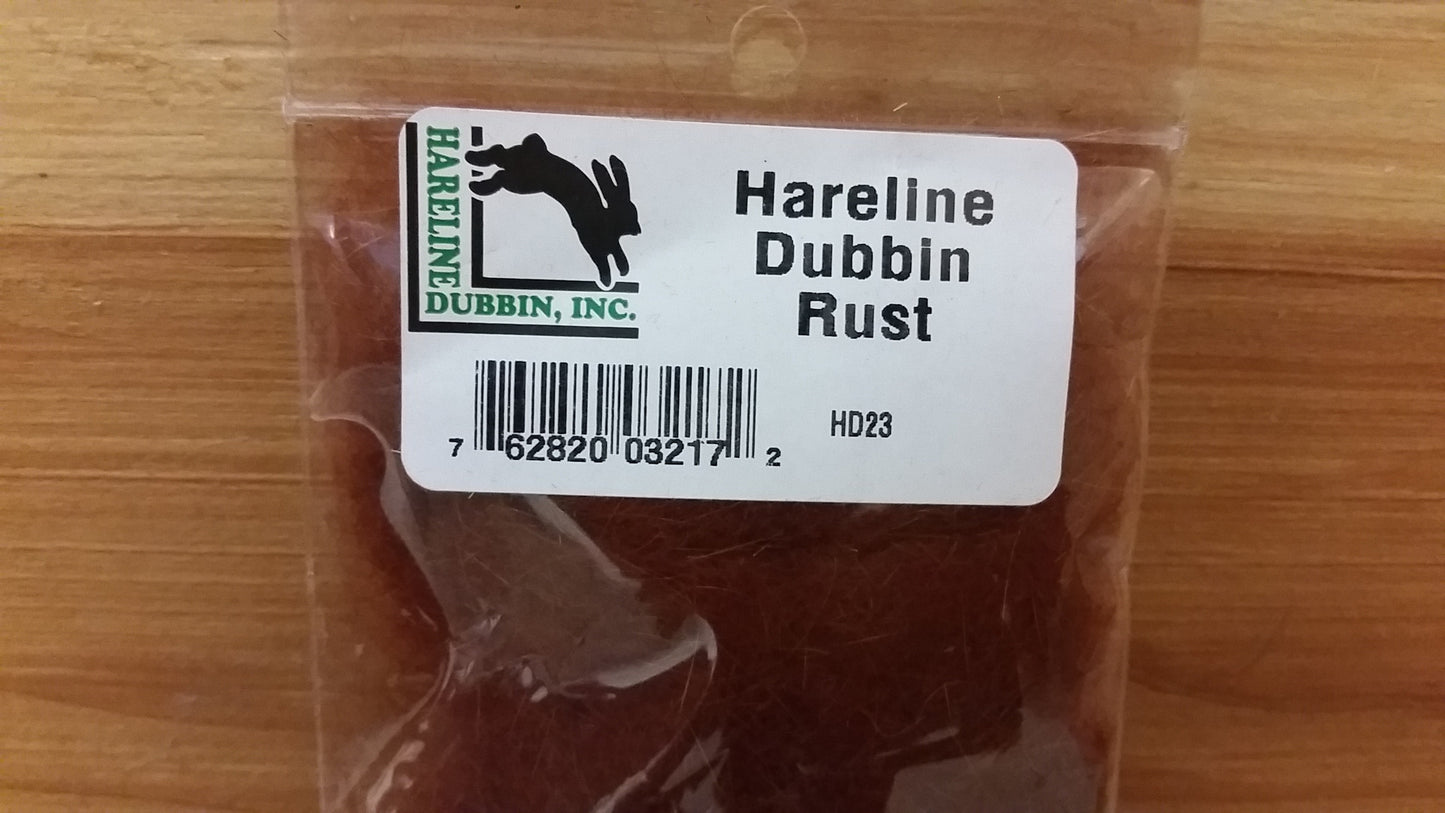 HARELINE
DUBBIN, INC.
Hareline
Dubbin
Rust
HD23
7 62820 03217 2